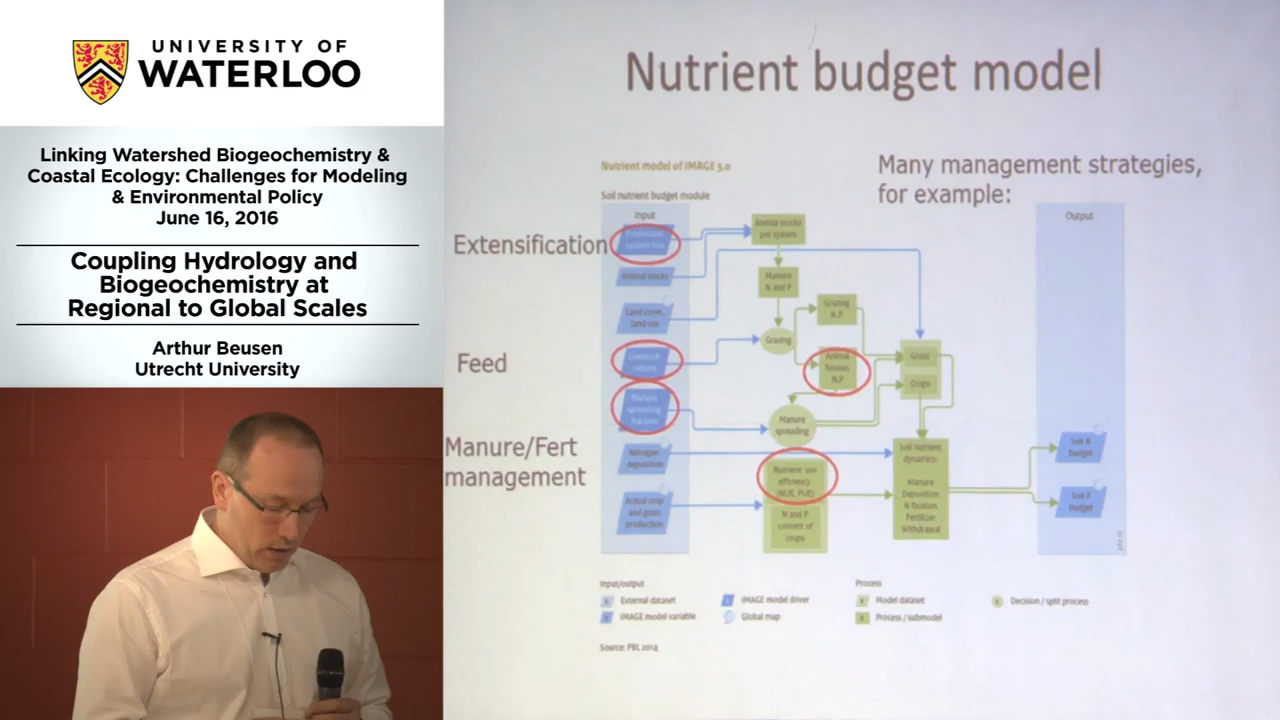 UNIVERSITY OF
WATERLOO
Linking Watershed Biogeochemistry &
Coastal Ecology: Challenges for Modeling
& Environmental Policy
June 16, 2016
Coupling Hydrology and
Biogeochemistry at
Regional to Global Scales
Arthur Beusen
Utrecht University
Nutrient budget model
Nutrient model of IMAGE 3.0
Soil nutrient budget module
Many management strategies,
for example:
Extensification
Feed
Manure/Fert
management
Input
Production
system mix
Animal stocks
Land cover,
land use
Livestock
rations
Manure
spreading
fraction
Nitrogen
deposition
Actual crop
and grass
production
Animal stocks
per system
Manure
N and P
Grazing
N,P
Grazing
Animal
houses
N,P
Manure
spreading
Nutrient use
efficiency
(NUE, PUE)
N and P
content of
crops
Grass
Crops
Soil nutrient
dynamics:
Manure
Deposition
N fixation
Fertilizer
Withdrawal
Output
Soil N
budget
Soil P
budget
pbl.nl
Input/output
External dataset
IMAGE model variable
IMAGE model driver
Global map
Process
Model dataset
Process / submodel
Decision / split process
Source: PBL 2014